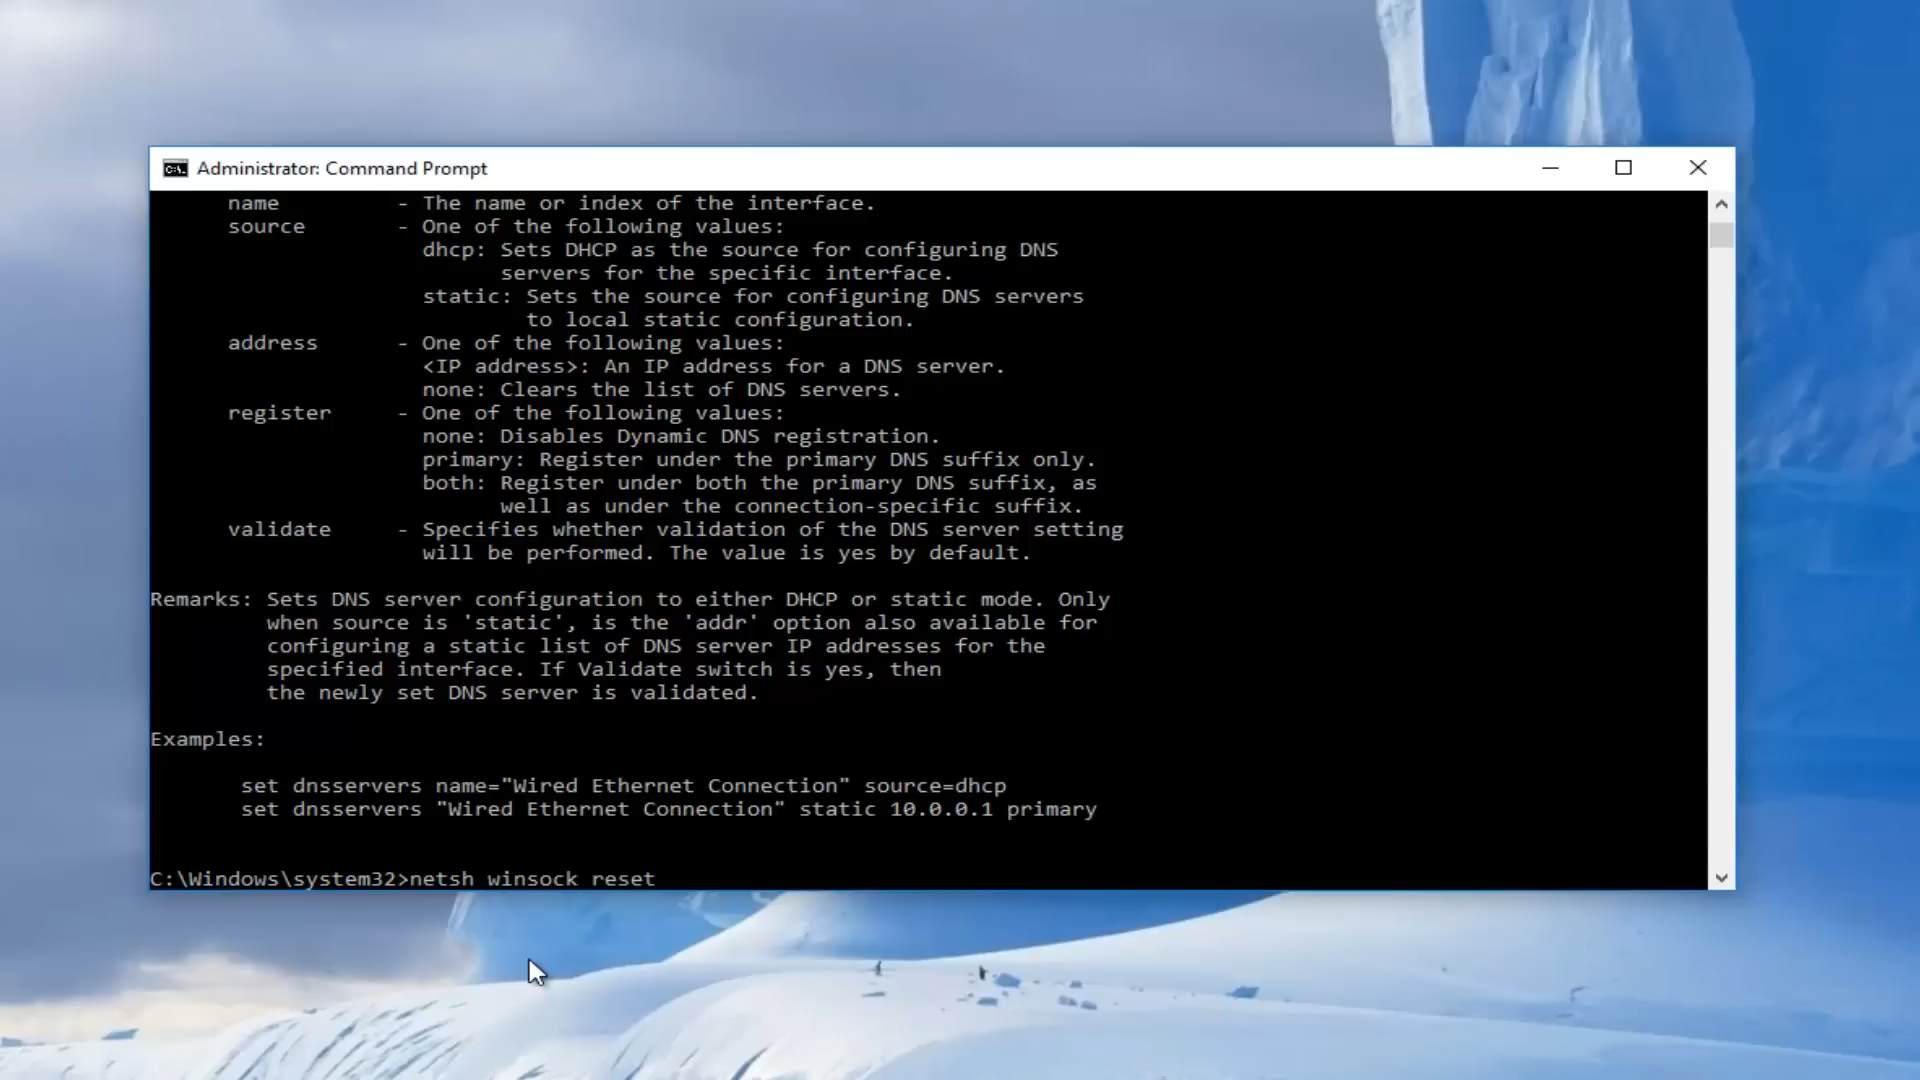 Administrator: Command Prompt
name - The name or index of the interface.
source - One of the following values:
dhcp: Sets DHCP as the source for configuring DNS
servers for the specific interface.
static: Sets the source for configuring DNS servers
to local static configuration.
address - One of the following values:
<IP address>: An IP address for a DNS server.
none: Clears the list of DNS servers.
register - One of the following values:
none: Disables Dynamic DNS registration.
primary: Register under the primary DNS suffix only.
both: Register under both the primary DNS suffix, as
well as under the connection-specific suffix.
validate - Specifies whether validation of the DNS server setting
will be performed. The value is yes by default.
Remarks: Sets DNS server configuration to either DHCP or static mode. Only
when source is 'static', is the 'addr' option also available for
configuring a static list of DNS server IP addresses for the
specified interface. If Validate switch is yes, then
the newly set DNS server is validated.
Examples:
set dnsservers name="Wired Ethernet Connection" source=dhcp
set dnsservers "Wired Ethernet Connection" static 10.0.0.1 primary
C:\Windows\system32>netsh winsock reset